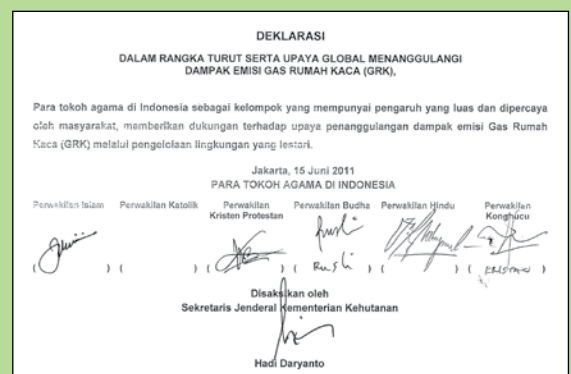 DEKLARASI
DALAM RANGKA TURUT SERTA UPAYA GLOBAL MENANGGULANGI
DAMPAK EMISI GAS RUMAH KACA (GRK),
Para tokoh agama di Indonesia sebagai kelompok yang mempunyai pengaruh yang luas dan dipercaya
oleh masyarakat, memberikan dukungan terhadap upaya penanggulangan dampak emisi Gas Rumah
Kaca (GRK) melalui pengelolaan lingkungan yang lestari.
Jakarta, 15 Juni 2011
PARA TOKOH AGAMA DI INDONESIA
Perwakilan Islam Perwakilan Katolik Perwakilan Kristen Protestan Perwakilan Budha Perwakilan Hindu Perwakilan Konghucu
( ) ( ) ( ) ( Rusli ) ( ) ( )
Disaksikan oleh
Sekretaris Jenderal Kementerian Kehutanan
Hadi Daryanto